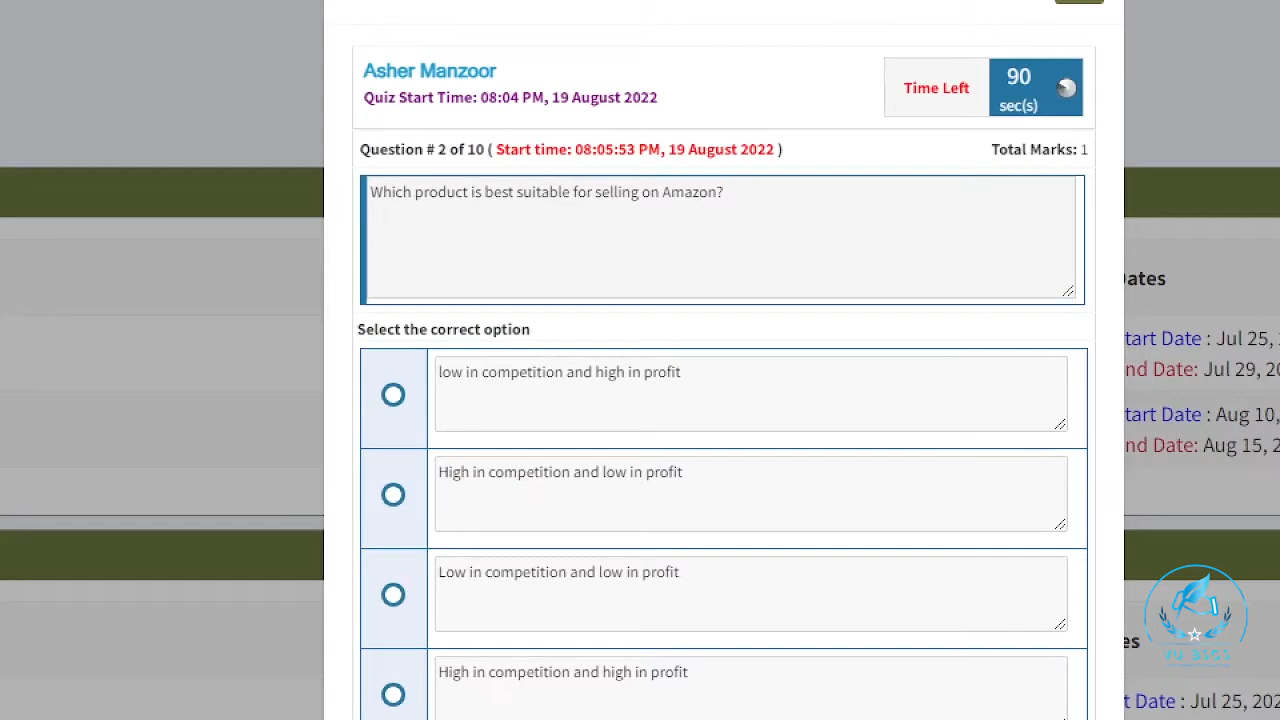 Asher Manzoor
Quiz Start Time: 08:04 PM, 19 August 2022
Time Left
90
sec(s)
Question # 2 of 10 ( Start time: 08:05:53 PM, 19 August 2022 )
Total Marks: 1
Which product is best suitable for selling on Amazon?
Select the correct option
low in competition and high in profit
High in competition and low in profit
Low in competition and low in profit
High in competition and high in profit
Dates
tart Date : Jul 25,
nd Date: Jul 29, 20
tart Date : Aug 10,
nd Date: Aug 15, 2
es
VU BSCS
t Date : Jul 25, 202